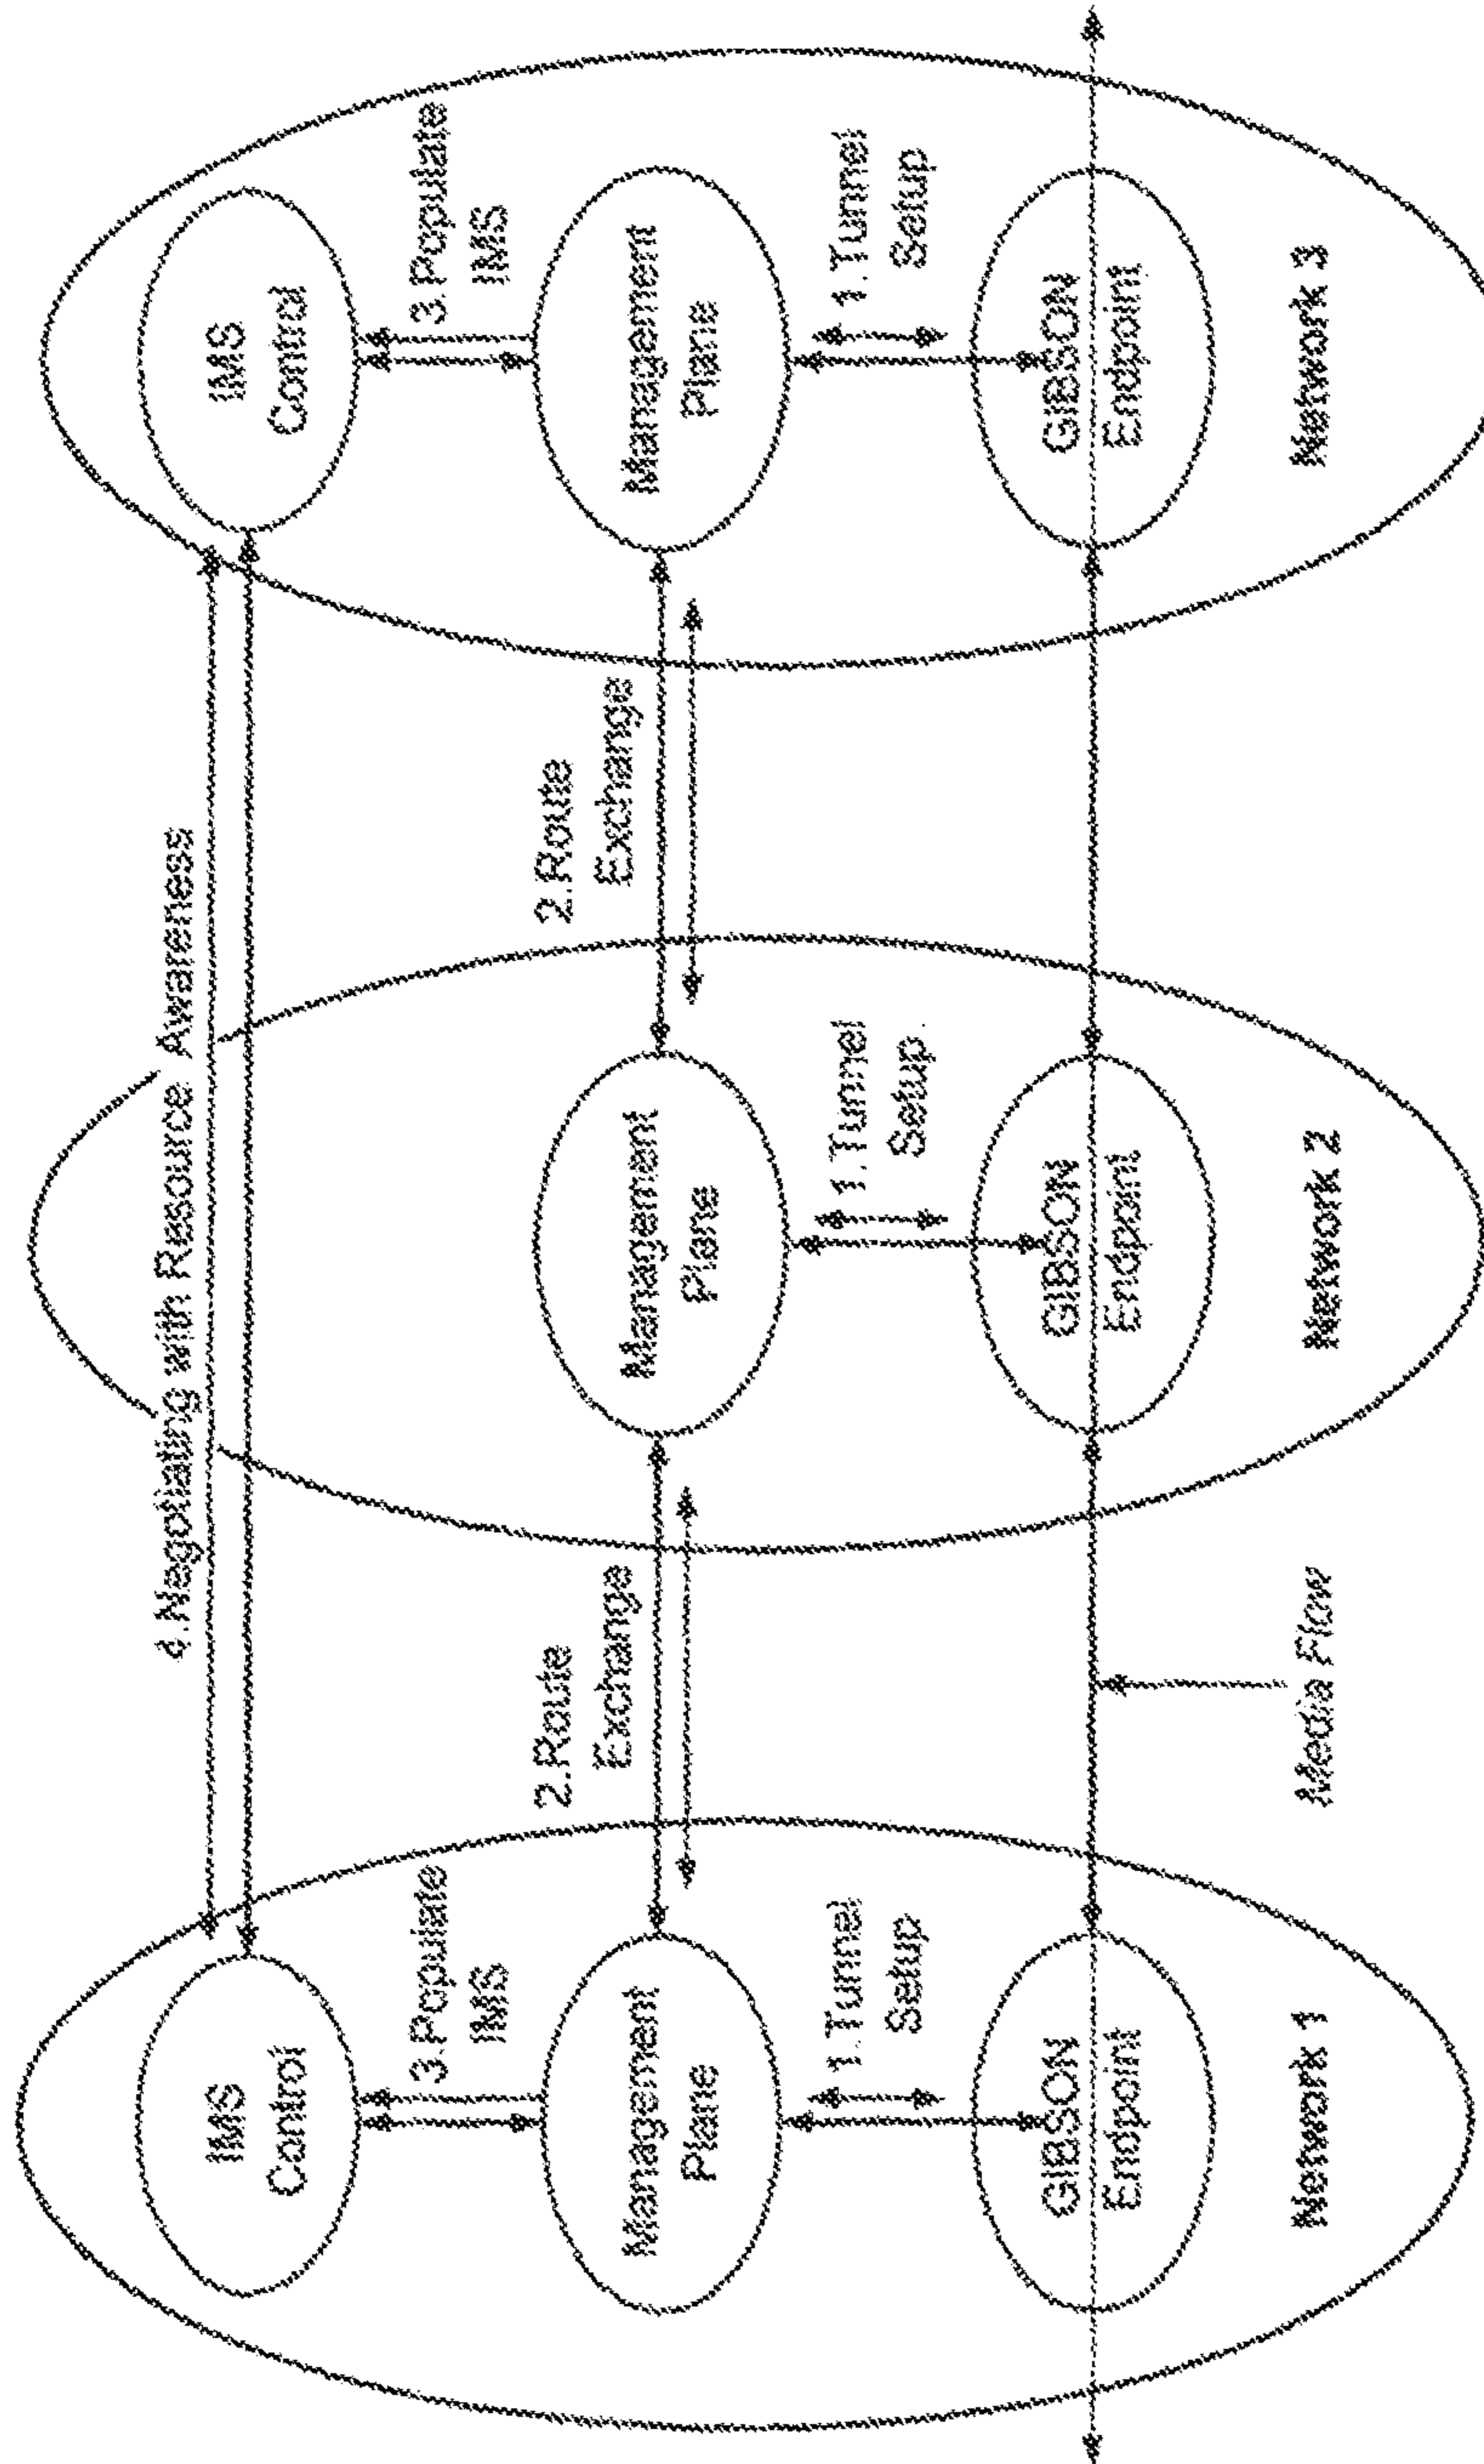 4.Negotiating with Resource Awareness
IMS
Control
IMS
Control
3.Populate
IMS
3.Populate
IMS
2.Route
Exchange
2.Route
Exchange
Management
Plane
Management
Plane
Management
Plane
1.Tunnel
Setup
1.Tunnel
Setup
1.Tunnel
Setup
GIBSON
Endpoint
GIBSON
Endpoint
GIBSON
Endpoint
Network 1
Media Flow
Network 2
Network 3